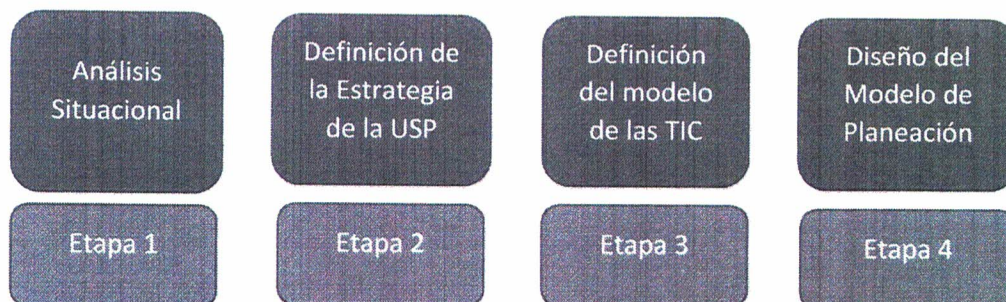 Análisis
Situacional
Definición de
la Estrategia
de la USP
Definición
del modelo
de las TIC
Diseño del
Modelo de
Planeación
Etapa 1
Etapa 2
Etapa 3
Etapa 4